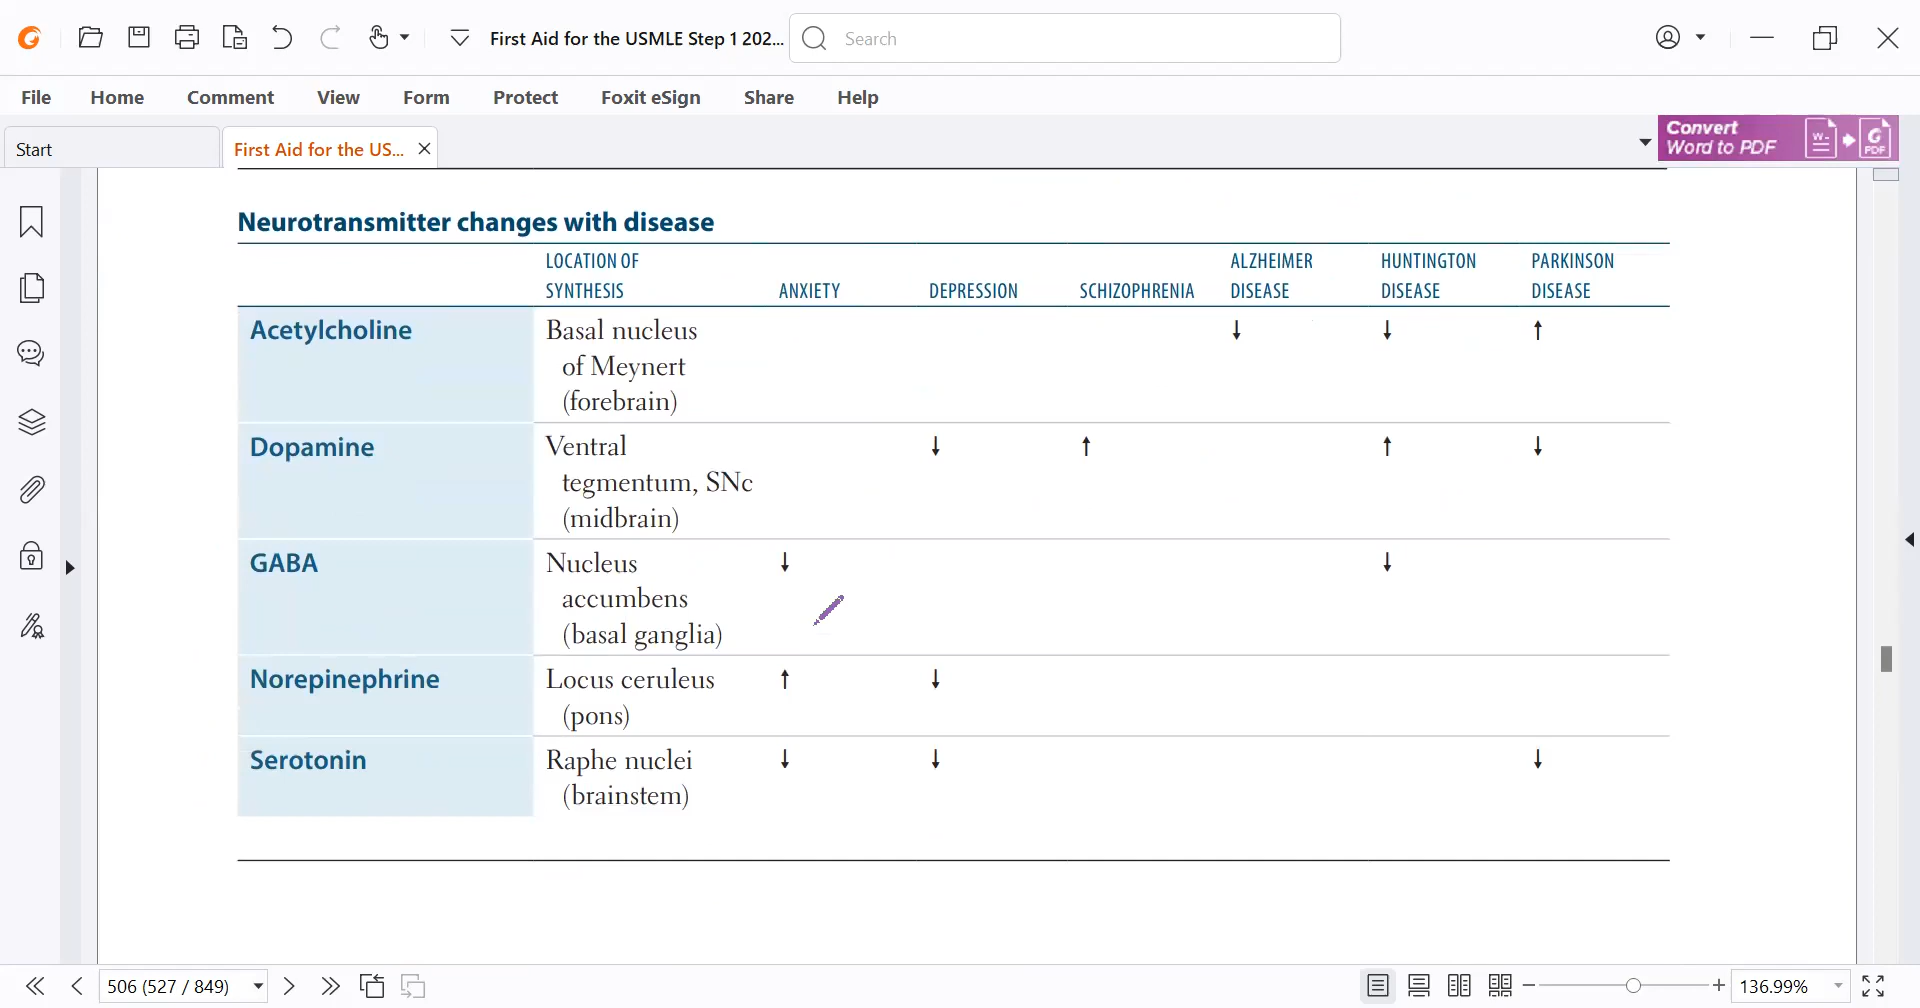 First Aid for the USMLE Step 1 202...
Search
File Home Comment View Form Protect Foxit eSign Share Help
Start
First Aid for the US...
Convert
Word to PDF
W
PDF
Neurotransmitter changes with disease
LOCATION OF SYNTHESIS ANXIETY DEPRESSION SCHIZOPHRENIA ALZHEIMER DISEASE HUNTINGTON DISEASE PARKINSON DISEASE
Acetylcholine Basal nucleus ↓ ↓ ↑
of Meynert
(forebrain)
Dopamine Ventral ↓ ↑ ↑ ↓
tegmentum, SNc
(midbrain)
GABA Nucleus ↓ ↓
accumbens
(basal ganglia)
Norepinephrine Locus ceruleus ↑ ↓
(pons)
Serotonin Raphe nuclei ↓ ↓ ↓
(brainstem)
506 (527 / 849) 136.99%